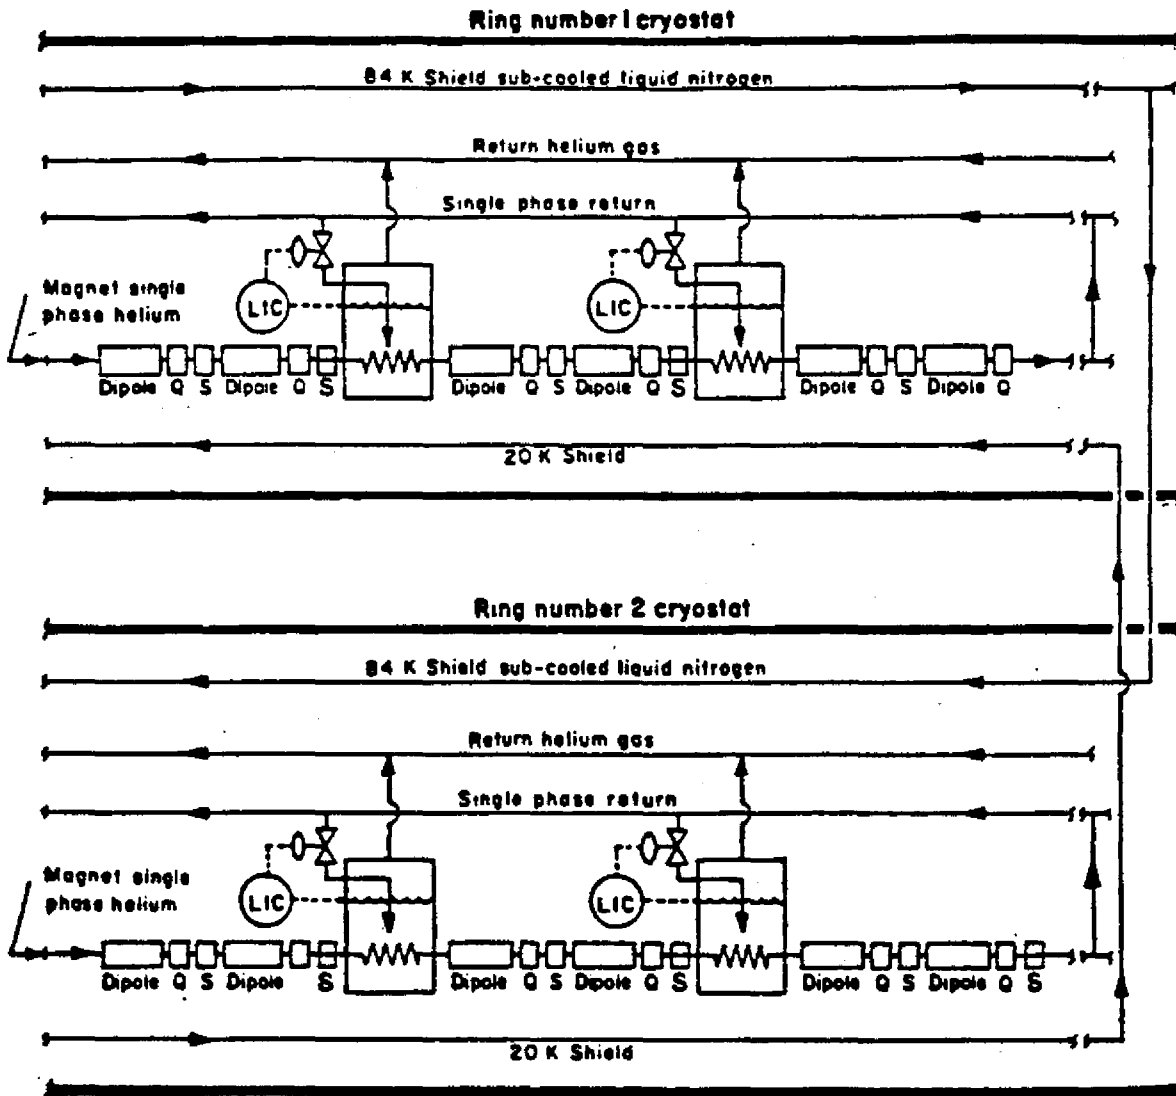 Ring number 1 cryostat
84 K Shield sub-cooled liquid nitrogen
Return helium gas
Single phase return
Magnet single
phase helium
LIC
LIC
Dipole Q S Dipole Q S Dipole Q S Dipole Q S Dipole Q S Dipole Q
20 K Shield
Ring number 2 cryostat
84 K Shield sub-cooled liquid nitrogen
Return helium gas
Single phase return
Magnet single
phase helium
LIC
LIC
Dipole Q S Dipole S Dipole Q S Dipole Q S Dipole Q S Dipole Q S
20 K Shield